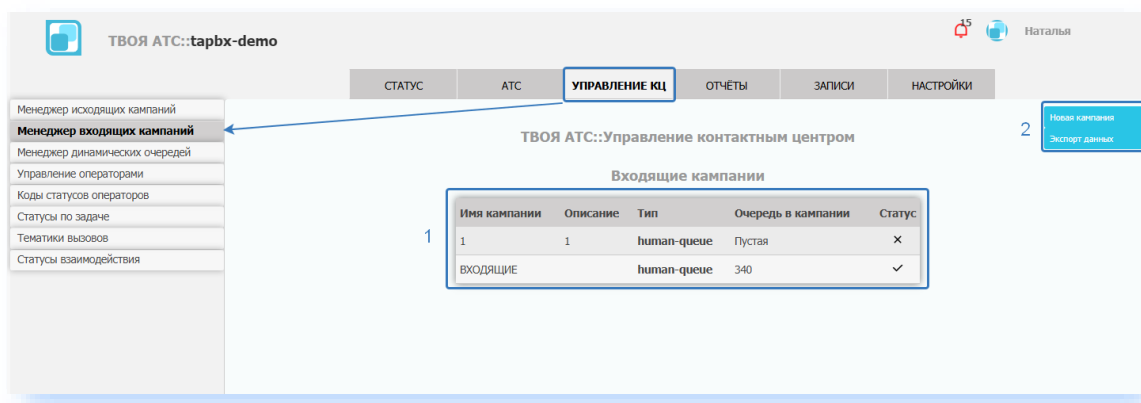 15
ТВОЯ АТС::tapbx-demo
Наталья
СТАТУС АТС УПРАВЛЕНИЕ КЦ ОТЧЁТЫ ЗАПИСИ НАСТРОЙКИ
Менеджер исходящих кампаний
Менеджер входящих кампаний
Менеджер динамических очередей
Управление операторами
Коды статусов операторов
Статусы по задаче
Тематики вызовов
Статусы взаимодействия
ТВОЯ АТС::Управление контактным центром
Входящие кампании
1
Имя кампании Описание Тип Очередь в кампании Статус
1 1 human-queue Пустая
ВХОДЯЩИЕ human-queue 340
2
Новая кампания
Экспорт данных